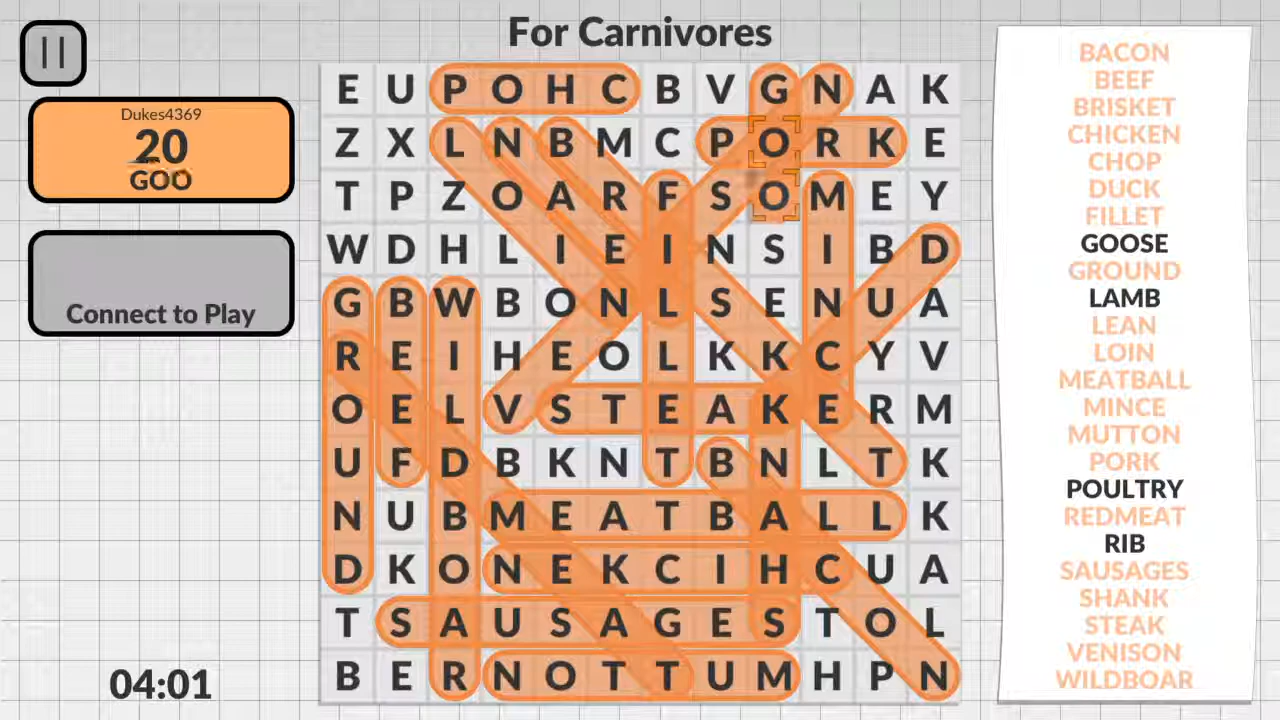 For Carnivores
Dukes4369
20
GOO
Connect to Play
04:01
E U P O H C B V G N A K
Z X L N B M C P O R K E
T P Z O A R F S O M E Y
W D H L I E I N S I B D
G B W B O N L S E N U A
R E I H E O L K K C Y V
O E L V S T E A K E R M
U F D B K N T B N L T K
N U B M E A T B A L L K
D K O N E K C I H C U A
T S A U S A G E S T O L
B E R N O T T U M H P N
BACON
BEEF
BRISKET
CHICKEN
CHOP
DUCK
FILLET
GOOSE
GROUND
LAMB
LEAN
LOIN
MEATBALL
MINCE
MUTTON
PORK
POULTRY
REDMEAT
RIB
SAUSAGES
SHANK
STEAK
VENISON
WILDBOAR